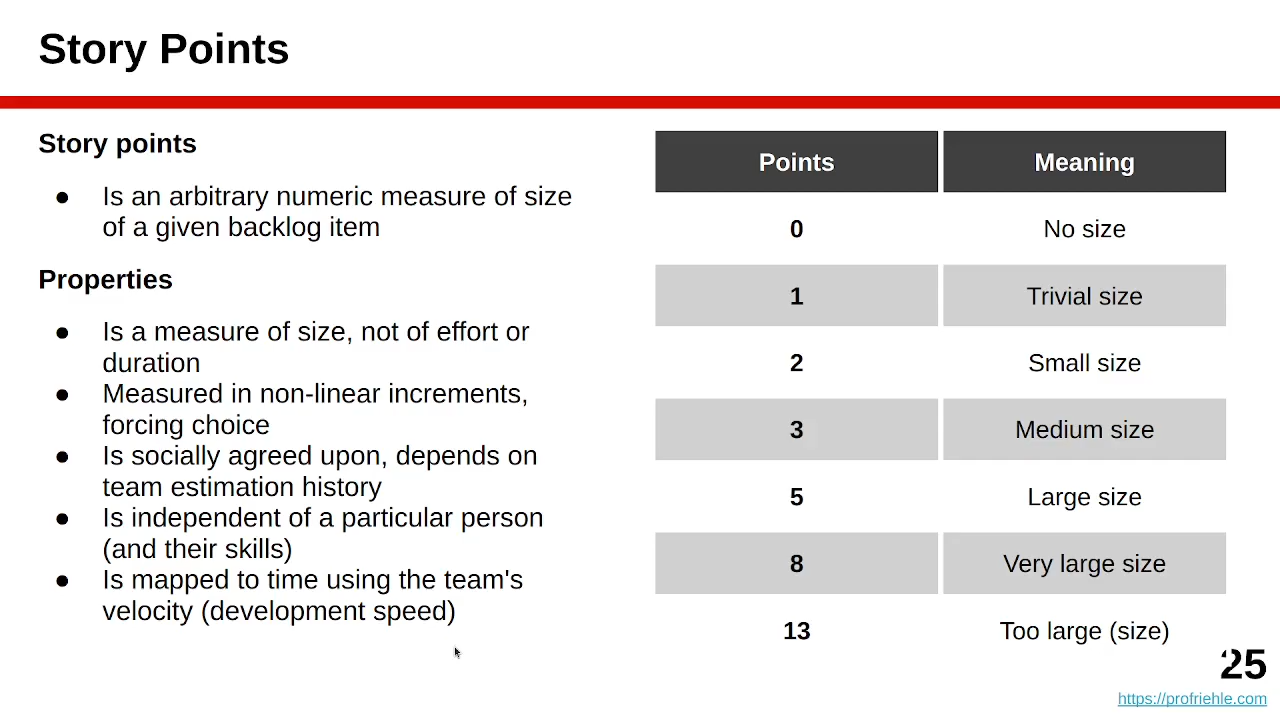 Story Points
Story points
● Is an arbitrary numeric measure of size
of a given backlog item
Properties
● Is a measure of size, not of effort or
duration
● Measured in non-linear increments,
forcing choice
● Is socially agreed upon, depends on
team estimation history
● Is independent of a particular person
(and their skills)
● Is mapped to time using the team's
velocity (development speed)
Points Meaning
0 No size
1 Trivial size
2 Small size
3 Medium size
5 Large size
8 Very large size
13 Too large (size)
25
https://profriehle.com